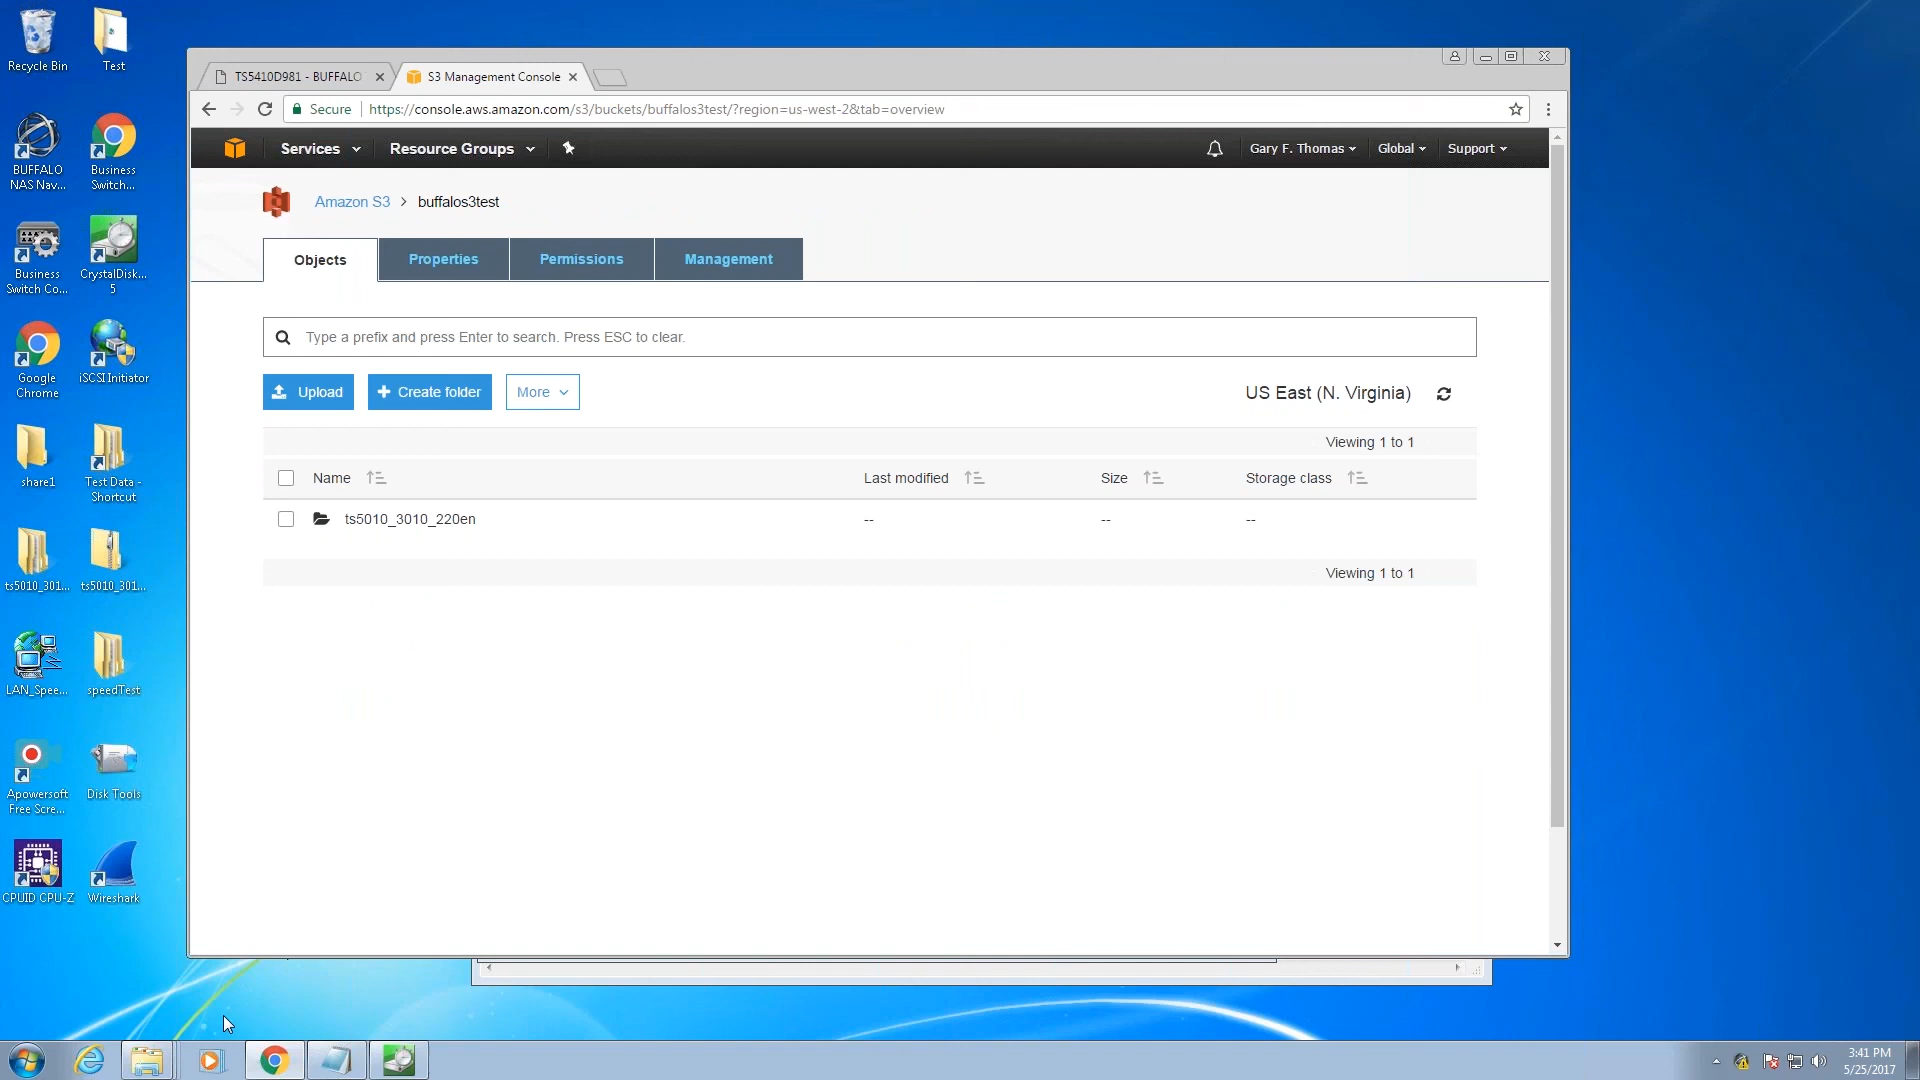 Recycle Bin
Test
BUFFALO
NAS Nav...
Business
Switch...
Business
Switch Co...
CrystalDisk...
5
Google
Chrome
iSCSI Initiator
share1
Test Data -
Shortcut
ts5010_301...
ts5010_301...
LAN_Spee...
speedTest
Apowersoft
Free Scre...
Disk Tools
CPUID CPU-Z
Wireshark
TS5410D981 - BUFFALO
S3 Management Console
Secure
https://console.aws.amazon.com/s3/buckets/buffalos3test/?region=us-west-2&tab=overview
Services
Resource Groups
Gary F. Thomas
Global
Support
Amazon S3 > buffalos3test
Objects
Properties
Permissions
Management
Type a prefix and press Enter to search. Press ESC to clear.
Upload
+ Create folder
More
US East (N. Virginia)
Viewing 1 to 1
Name
Last modified
Size
Storage class
ts5010_3010_220en
--
--
--
Viewing 1 to 1
3:41 PM
5/25/2017